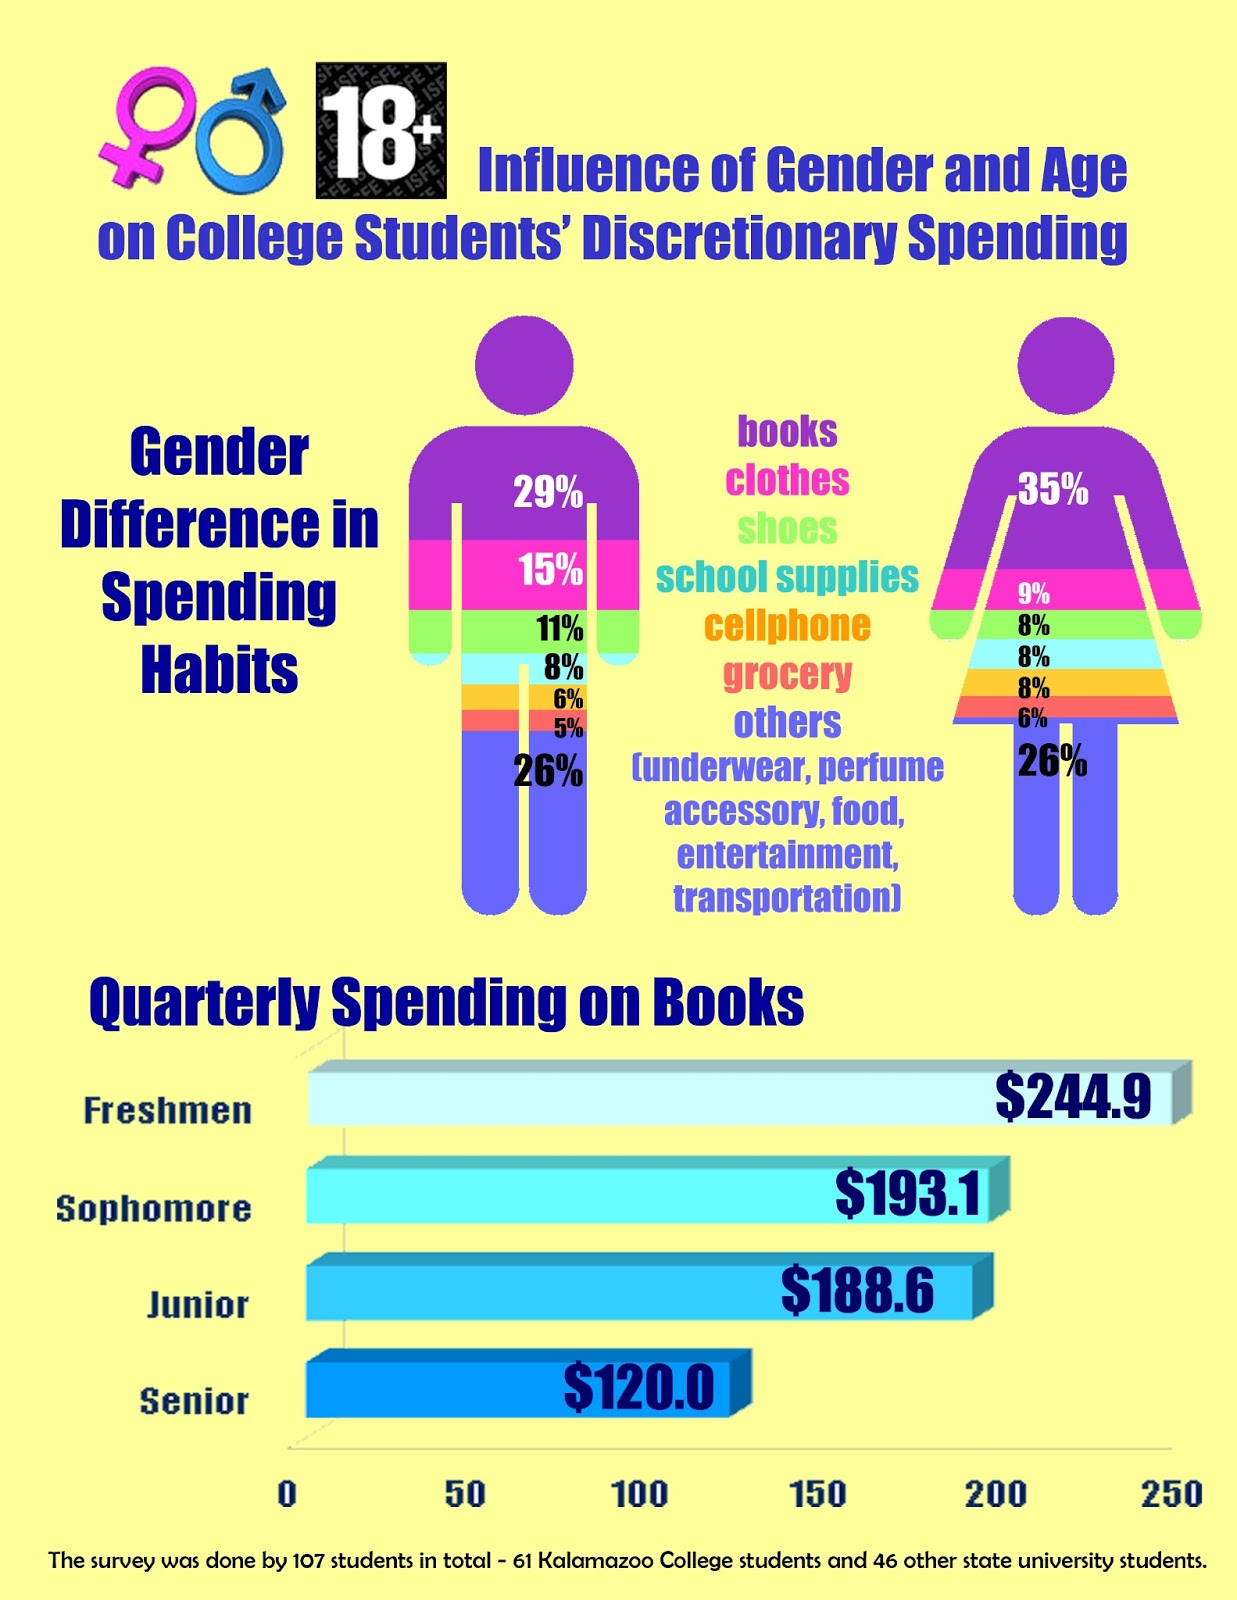 18+
Influence of Gender and Age
on College Students' Discretionary Spending
Gender
Difference in
Spending
Habits
29%
15%
11%
8%
6%
5%
26%
books
clothes
shoes
school supplies
cellphone
grocery
others
(underwear, perfume
accessory, food,
entertainment,
transportation)
35%
9%
8%
8%
8%
6%
26%
Quarterly Spending on Books
Freshmen $244.9
Sophomore $193.1
Junior $188.6
Senior $120.0
0 50 100 150 200 250
The survey was done by 107 students in total - 61 Kalamazoo College students and 46 other state university students.